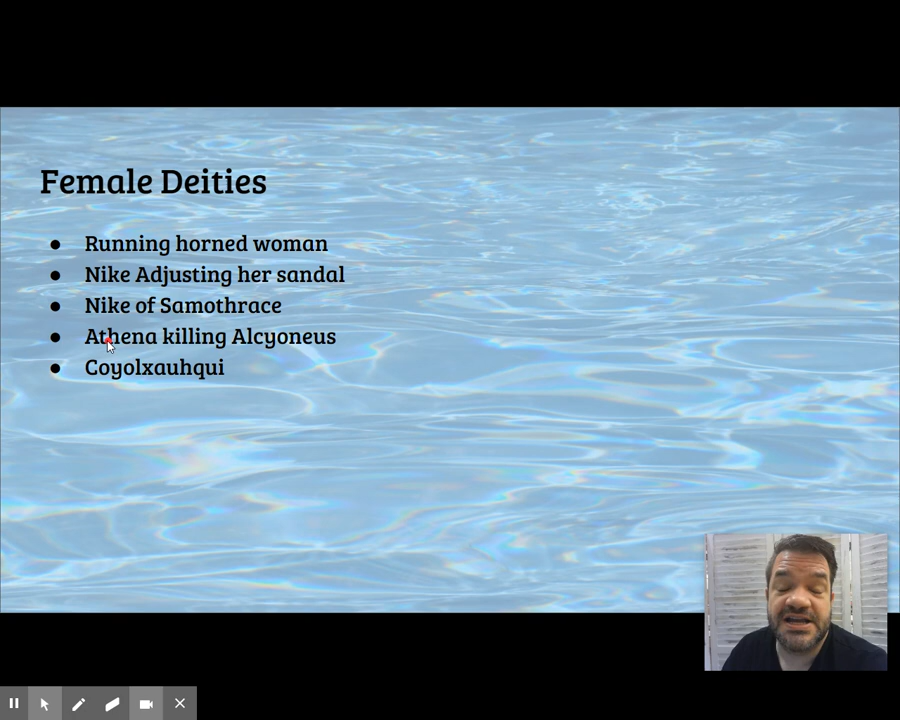 Female Deities
● Running horned woman
● Nike Adjusting her sandal
● Nike of Samothrace
● Athena killing Alcyoneus
● Coyolxauhqui